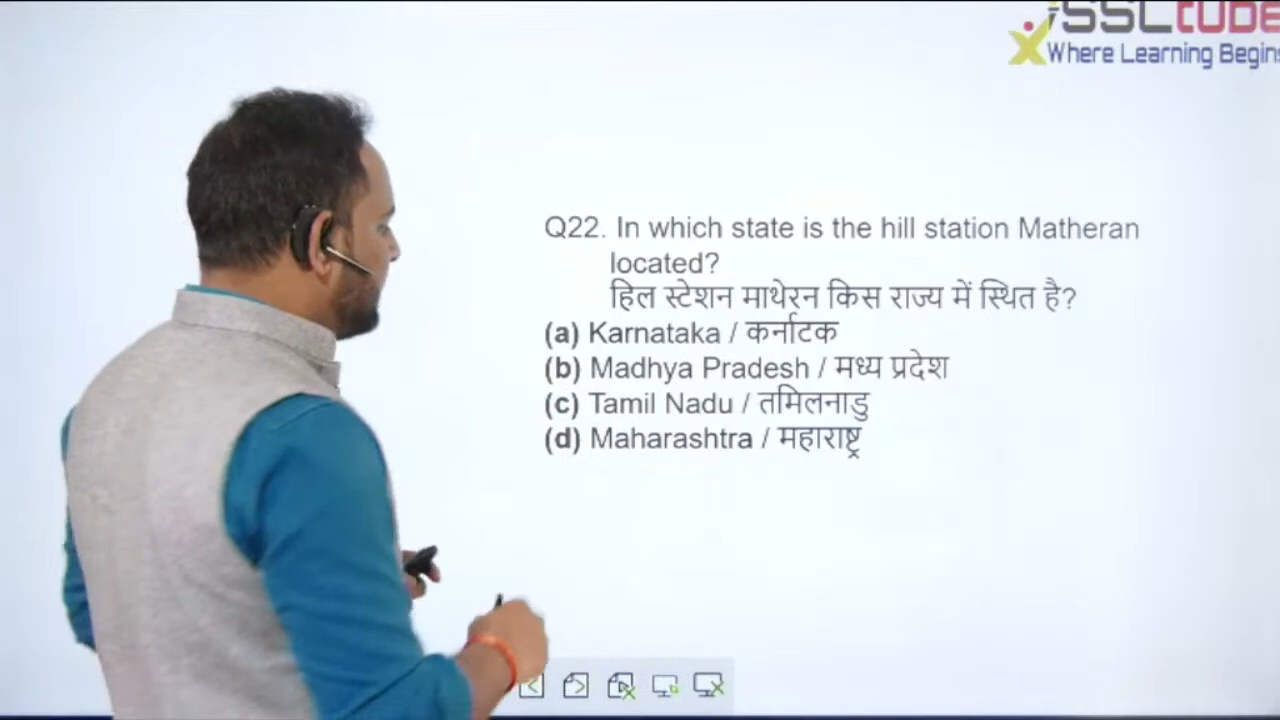 SSCtube
Where Learning Begins
Q22. In which state is the hill station Matheran
located?
हिल स्टेशन माथेरन किस राज्य में स्थित है?
(a) Karnataka / कर्नाटक
(b) Madhya Pradesh / मध्य प्रदेश
(c) Tamil Nadu / तमिलनाडु
(d) Maharashtra / महाराष्ट्र